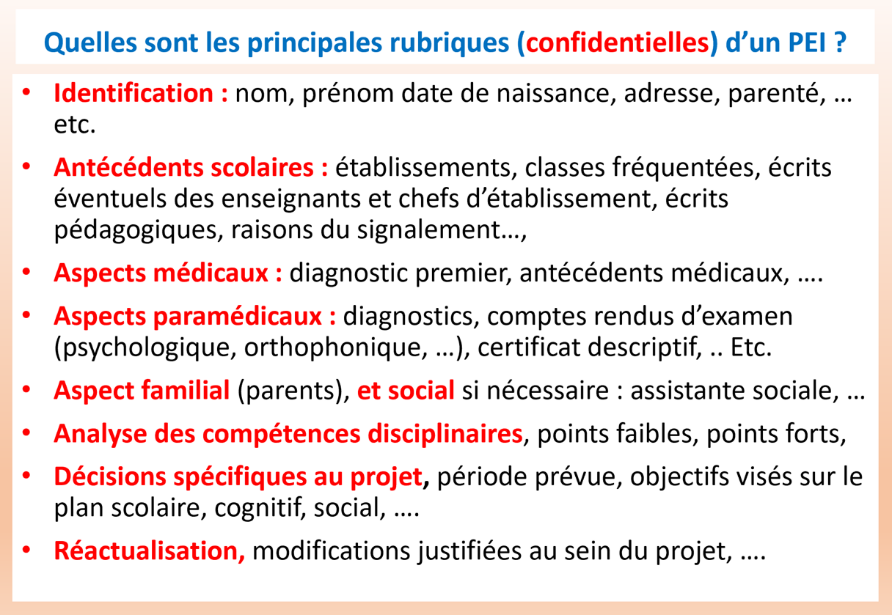 Quelles sont les principales rubriques (confidentielles) d’un PEI ?
• Identification : nom, prénom date de naissance, adresse, parenté, …
etc.
• Antécédents scolaires : établissements, classes fréquentées, écrits
éventuels des enseignants et chefs d’établissement, écrits
pédagogiques, raisons du signalement…,
• Aspects médicaux : diagnostic premier, antécédents médicaux, ….
• Aspects paramédicaux : diagnostics, comptes rendus d’examen
(psychologique, orthophonique, …), certificat descriptif, .. Etc.
• Aspect familial (parents), et social si nécessaire : assistante sociale, …
• Analyse des compétences disciplinaires, points faibles, points forts,
• Décisions spécifiques au projet, période prévue, objectifs visés sur le
plan scolaire, cognitif, social, ….
• Réactualisation, modifications justifiées au sein du projet, ….